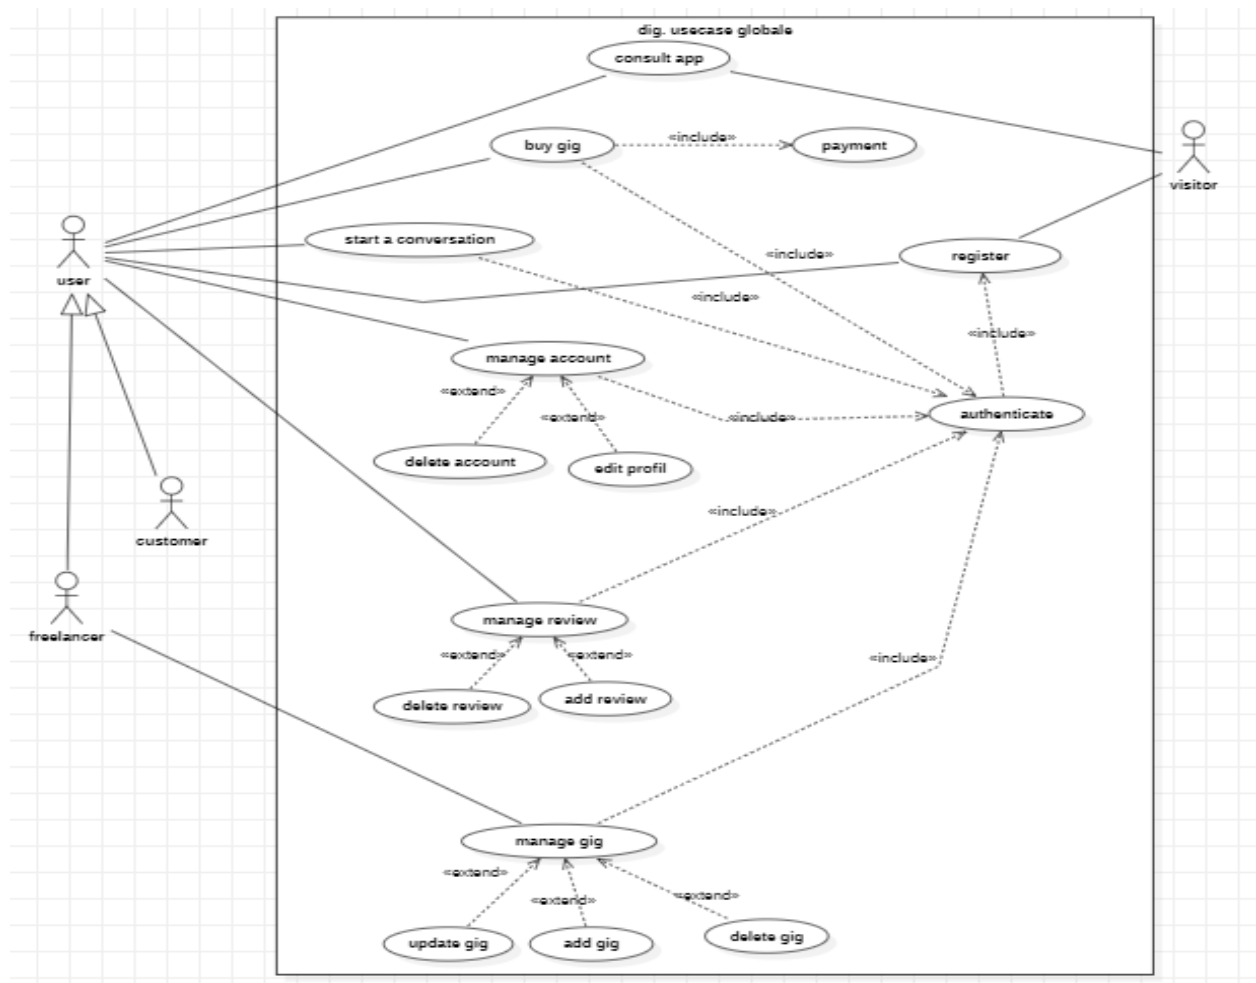 dig. usecase globale
consult app
buy gig
«include»
payment
visitor
start a conversation
«include»
register
user
«include»
«include»
manage account
«extend»
«extend»
«include»
authenticate
delete account
edit profil
customer
«include»
freelancer
manage review
«extend»
«extend»
«include»
delete review
add review
manage gig
«extend»
«extend»
«extend»
update gig
add gig
delete gig